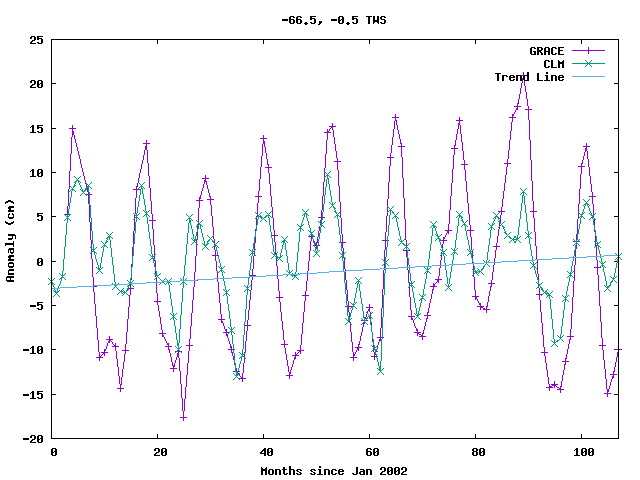 -66.5, -0.5 TWS
25
20
15
10
5
0
-5
-10
-15
-20
Anomaly (cm)
GRACE
CLM
Trend Line
0 20 40 60 80 100
Months since Jan 2002